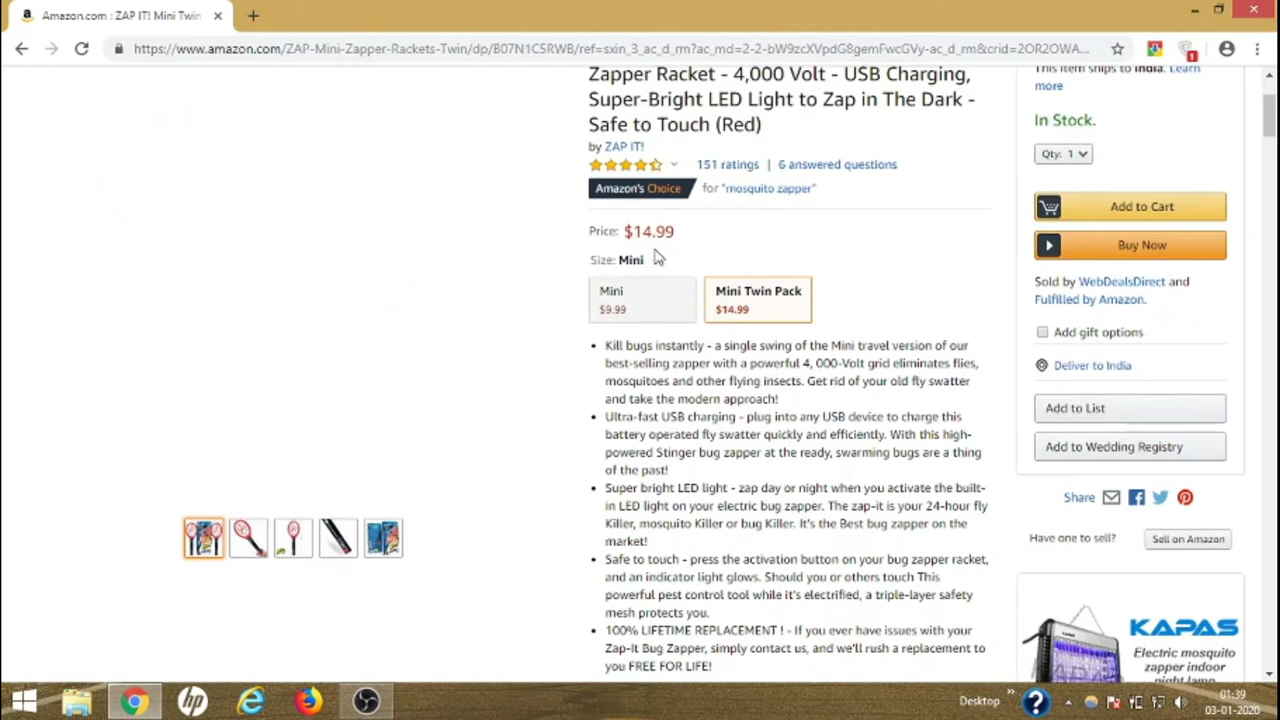 Amazon.com : ZAP IT! Mini Twin
https://www.amazon.com/ZAP-Mini-Zapper-Rackets-Twin/dp/B07N1C5RWB/ref=sxin_3_ac_d_rm?ac_md=2-2-bW9zcXVpdG8gemFwcGVy-ac_d_rm&crid=2OR2OWA...
1
Zapper Racket - 4,000 Volt - USB Charging,
Super-Bright LED Light to Zap in The Dark -
Safe to Touch (Red)
by ZAP IT!
151 ratings | 6 answered questions
Amazon's Choice for "mosquito zapper"
Price: $14.99
Size: Mini
Mini
$9.99
Mini Twin Pack
$14.99
• Kill bugs instantly - a single swing of the Mini travel version of our
best-selling zapper with a powerful 4, 000-Volt grid eliminates flies,
mosquitoes and other flying insects. Get rid of your old fly swatter
and take the modern approach!
• Ultra-fast USB charging - plug into any USB device to charge this
battery operated fly swatter quickly and efficiently. With this high-
powered Stinger bug zapper at the ready, swarming bugs are a thing
of the past!
• Super bright LED light - zap day or night when you activate the built-
in LED light on your electric bug zapper. The zap-it is your 24-hour fly
Killer, mosquito Killer or bug Killer. It's the Best bug zapper on the
market!
• Safe to touch - press the activation button on your bug zapper racket,
and an indicator light glows. Should you or others touch This
powerful pest control tool while it's electrified, a triple-layer safety
mesh protects you.
• 100% LIFETIME REPLACEMENT ! - If you ever have issues with your
Zap-It Bug Zapper, simply contact us, and we'll rush a replacement to
you FREE FOR LIFE!
This item ships to India. Learn
more
In Stock.
Qty: 1
Add to Cart
Buy Now
Sold by WebDealsDirect and
Fulfilled by Amazon.
Add gift options
Deliver to India
Add to List
Add to Wedding Registry
Share
Have one to sell? Sell on Amazon
KAPAS
Electric mosquito
zapper indoor
night lamp
Desktop
01:39
03-01-2020